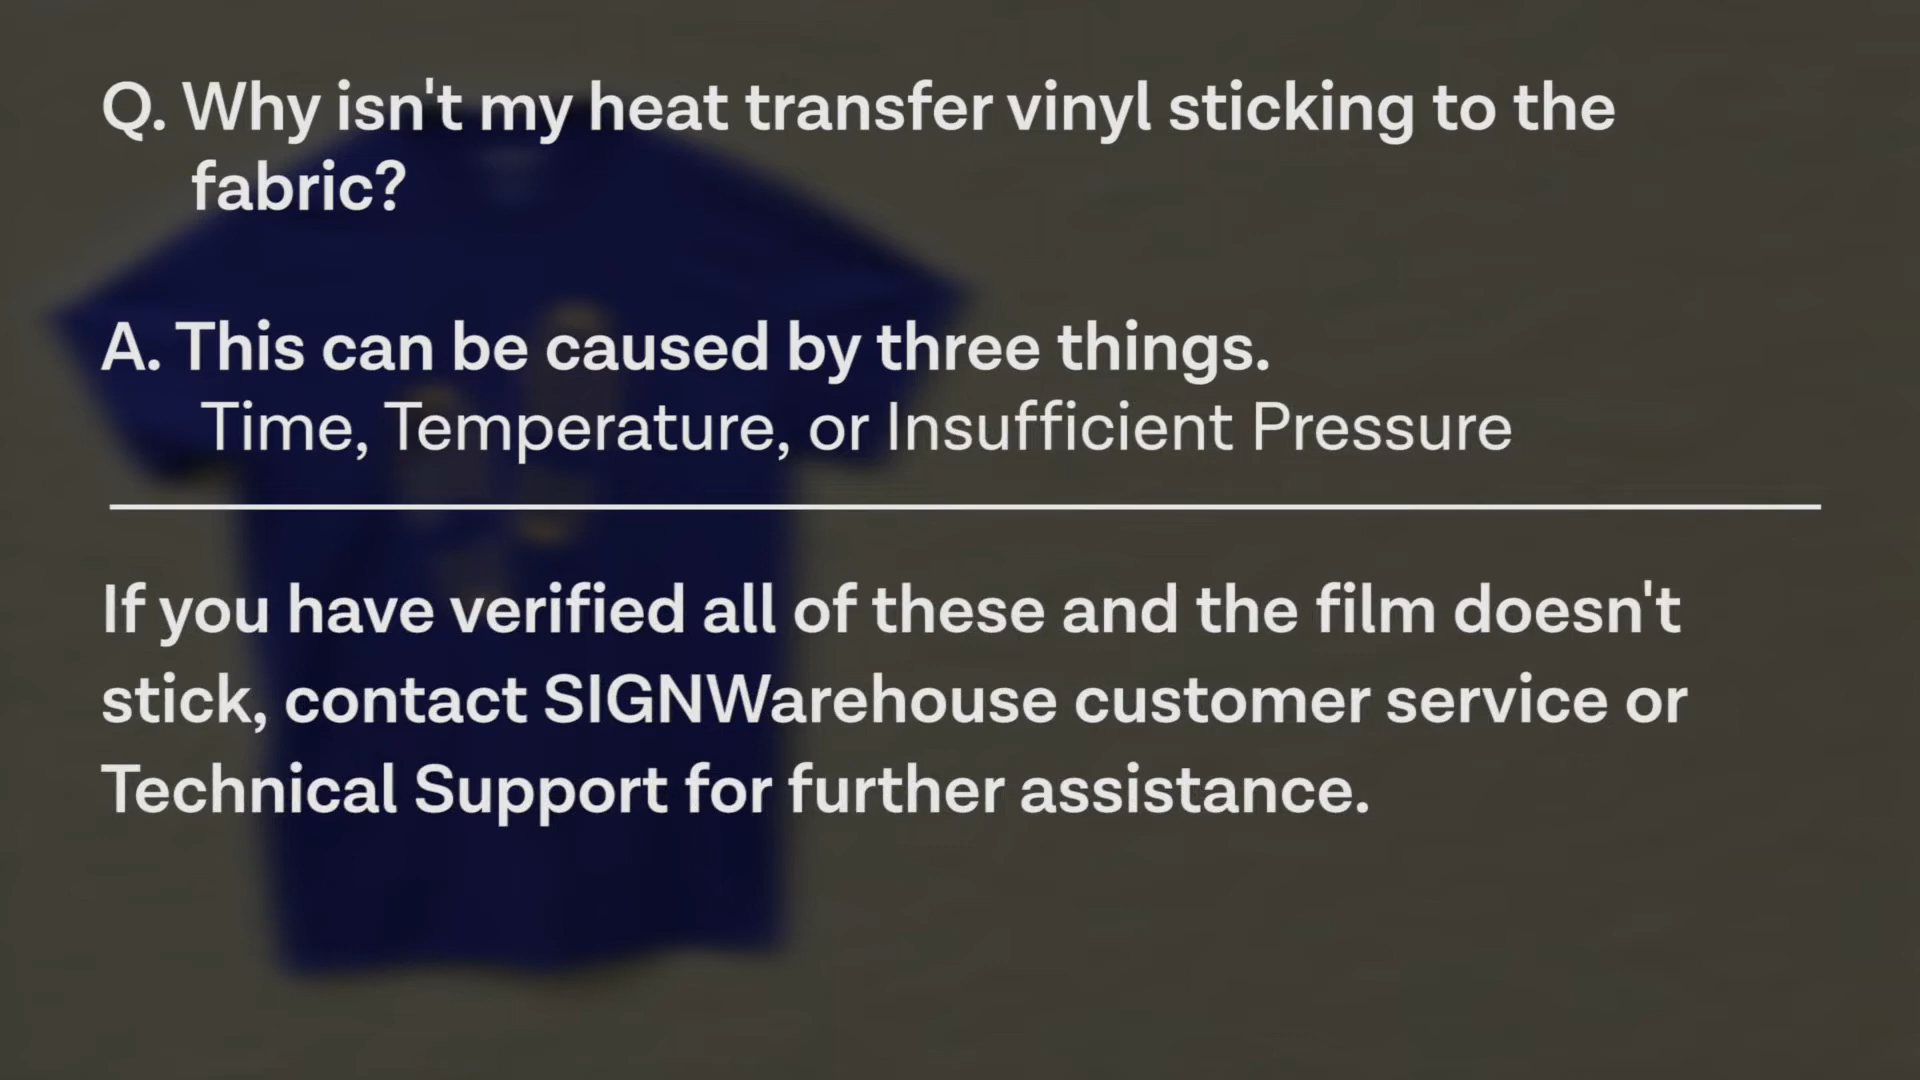 Q. Why isn't my heat transfer vinyl sticking to the
fabric?
A. This can be caused by three things.
Time, Temperature, or Insufficient Pressure
If you have verified all of these and the film doesn't
stick, contact SIGNWarehouse customer service or
Technical Support for further assistance.